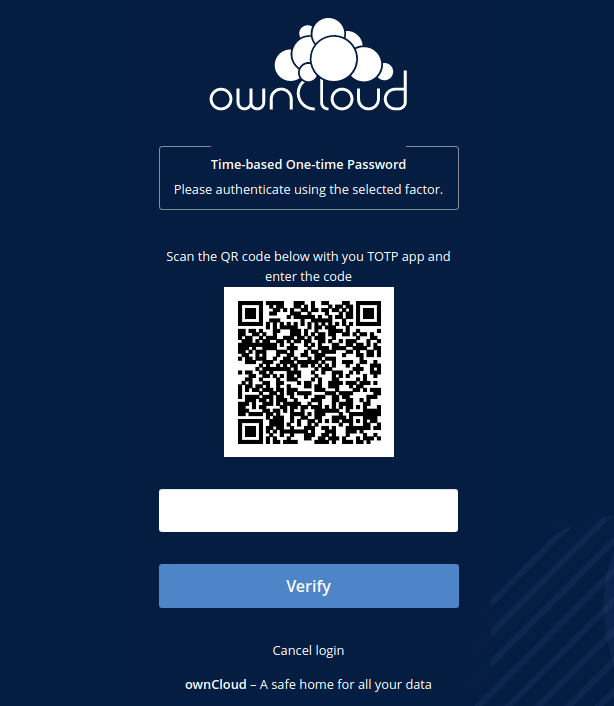 ownCloud
Time-based One-time Password
Please authenticate using the selected factor.
Scan the QR code below with you TOTP app and
enter the code
Verify
Cancel login
ownCloud – A safe home for all your data